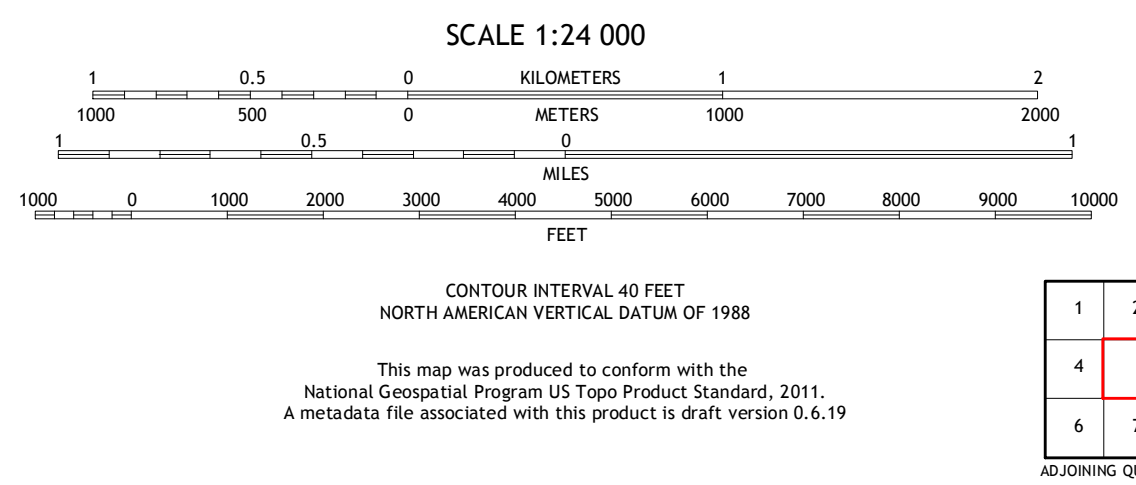 SCALE 1:24 000
1 0.5 0 KILOMETERS 1 2
1000 500 0 METERS 1000 2000
1 0.5 0 1
MILES
1000 0 1000 2000 3000 4000 5000 6000 7000 8000 9000 10000
FEET
CONTOUR INTERVAL 40 FEET
NORTH AMERICAN VERTICAL DATUM OF 1988
This map was produced to conform with the
National Geospatial Program US Topo Product Standard, 2011.
A metadata file associated with this product is draft version 0.6.19
1
4
6
ADJOINING